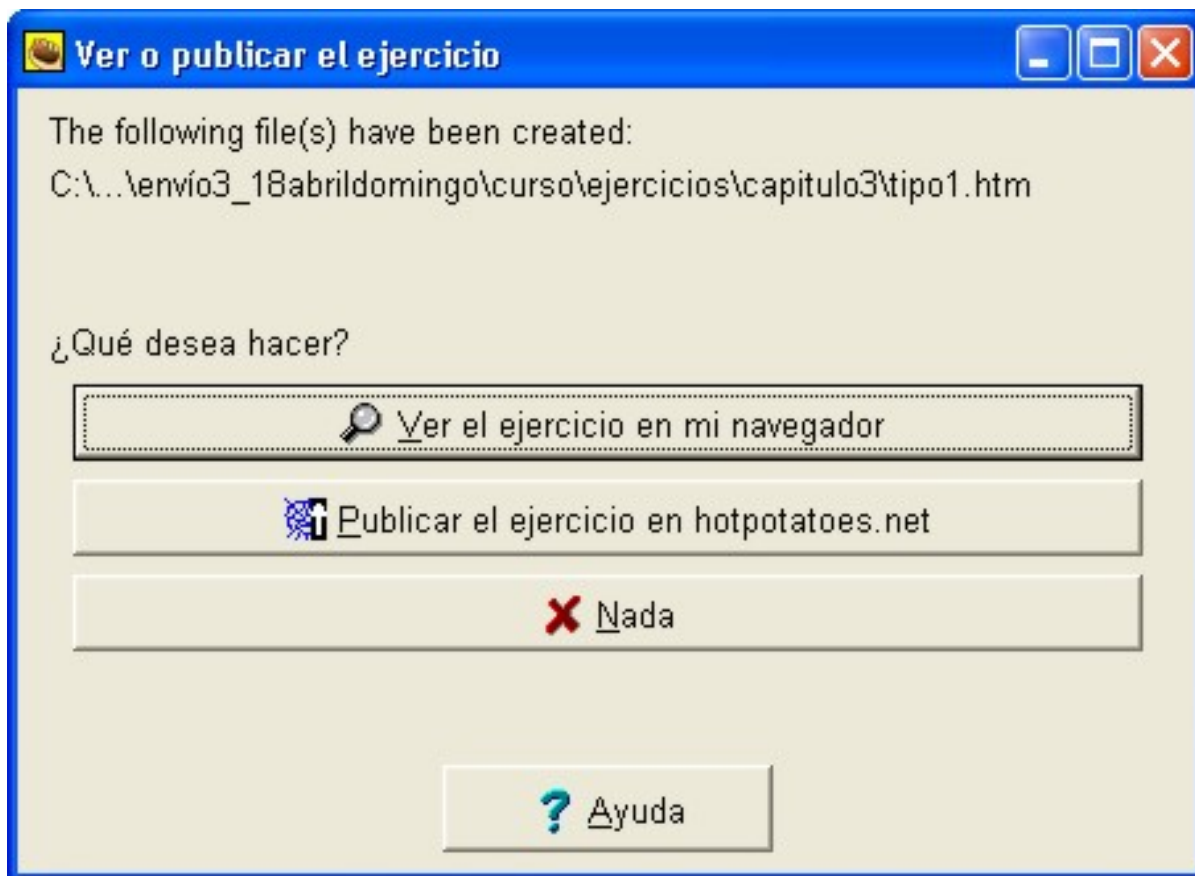 Ver o publicar el ejercicio
The following file(s) have been created:
C:\...\envío3_18abrildomingo\curso\ejercicios\capitulo3\tipo1.htm
¿Qué desea hacer?
Ver el ejercicio en mi navegador
Publicar el ejercicio en hotpotatoes.net
Nada
Ayuda